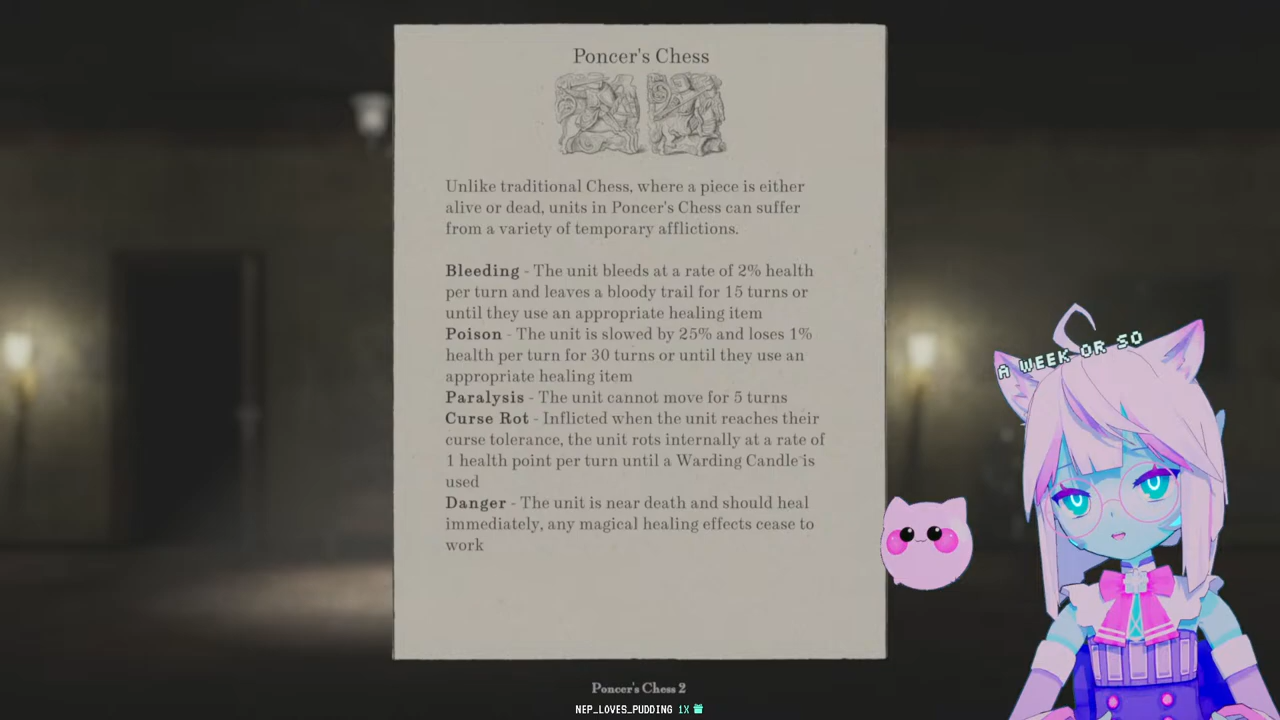 Poncer's Chess
Unlike traditional Chess, where a piece is either
alive or dead, units in Poncer's Chess can suffer
from a variety of temporary afflictions.
Bleeding - The unit bleeds at a rate of 2% health
per turn and leaves a bloody trail for 15 turns or
until they use an appropriate healing item
Poison - The unit is slowed by 25% and loses 1%
health per turn for 30 turns or until they use an
appropriate healing item
Paralysis - The unit cannot move for 5 turns
Curse Rot - Inflicted when the unit reaches their
curse tolerance, the unit rots internally at a rate of
1 health point per turn until a Warding Candle is
used
Danger - The unit is near death and should heal
immediately, any magical healing effects cease to
work
A WEEK OR SO
Poncer's Chess 2
NEP_LOVES_PUDDING 1X